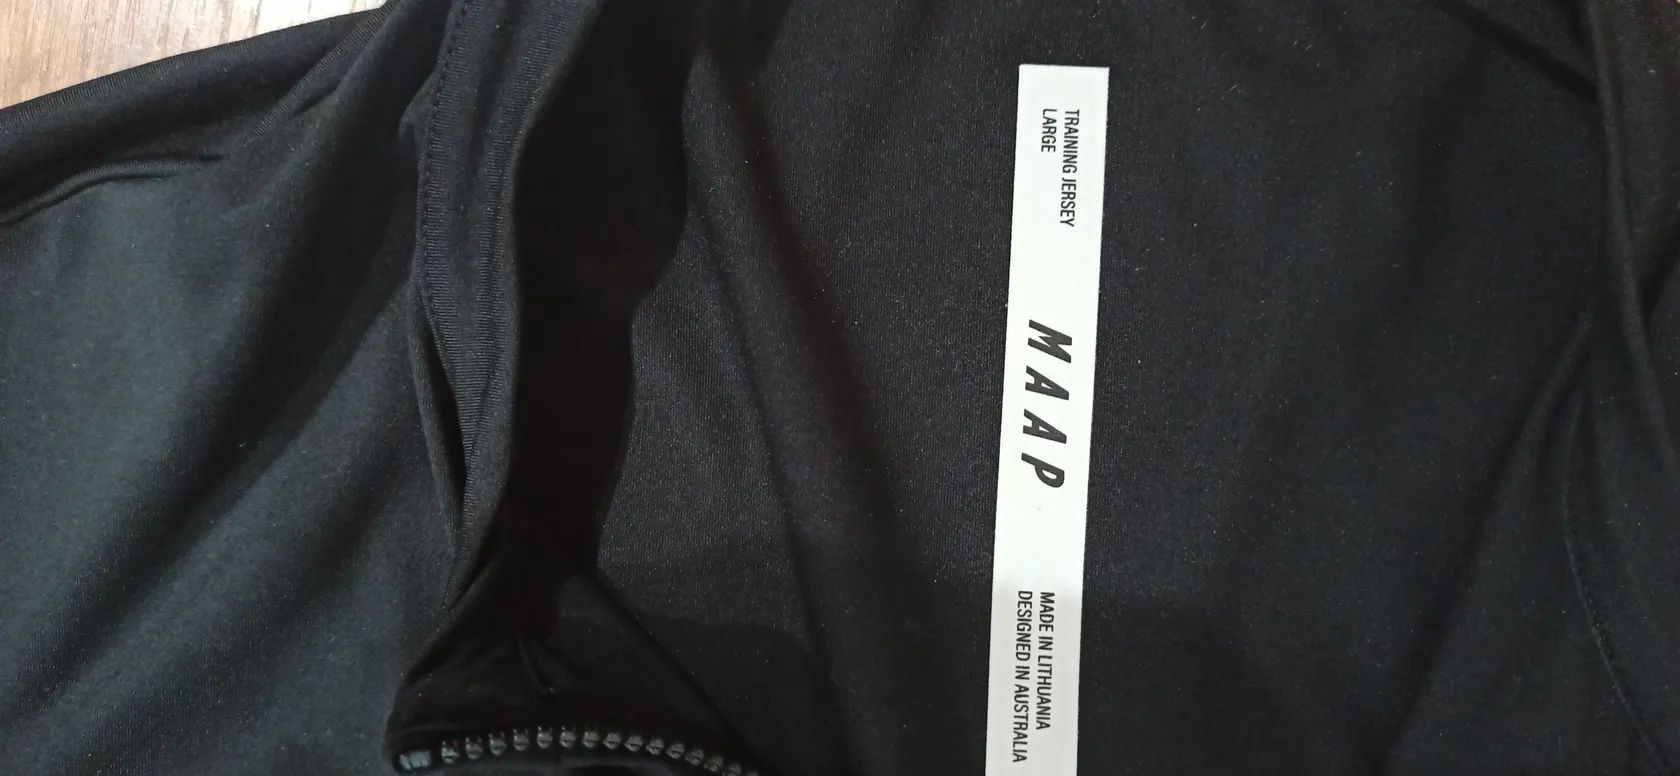 TRAINING JERSEY
LARGE
MAAP
MADE IN LITHUANIA
DESIGNED IN AUSTRALIA